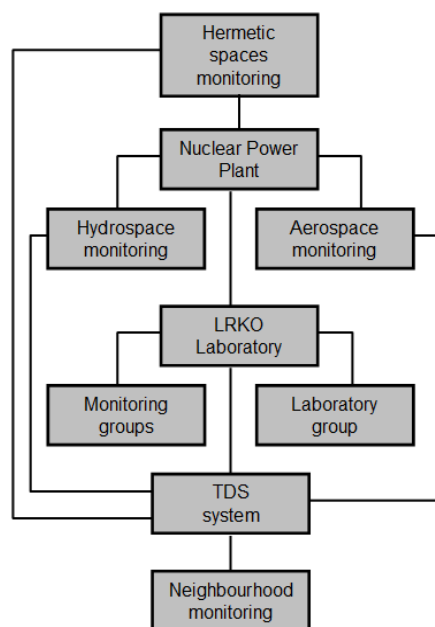 Hermetic
spaces
monitoring
Nuclear Power
Plant
Hydrospace
monitoring
Aerospace
monitoring
LRKO
Laboratory
Monitoring
groups
Laboratory
group
TDS
system
Neighbourhood
monitoring